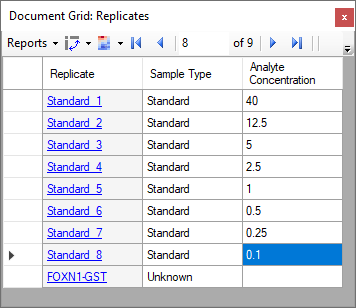 Document Grid: Replicates
Reports 8 of 9
Replicate Sample Type Analyte Concentration
Standard_1 Standard 40
Standard_2 Standard 12.5
Standard_3 Standard 5
Standard_4 Standard 2.5
Standard_5 Standard 1
Standard_6 Standard 0.5
Standard_7 Standard 0.25
Standard_8 Standard 0.1
FOXN1-GST Unknown